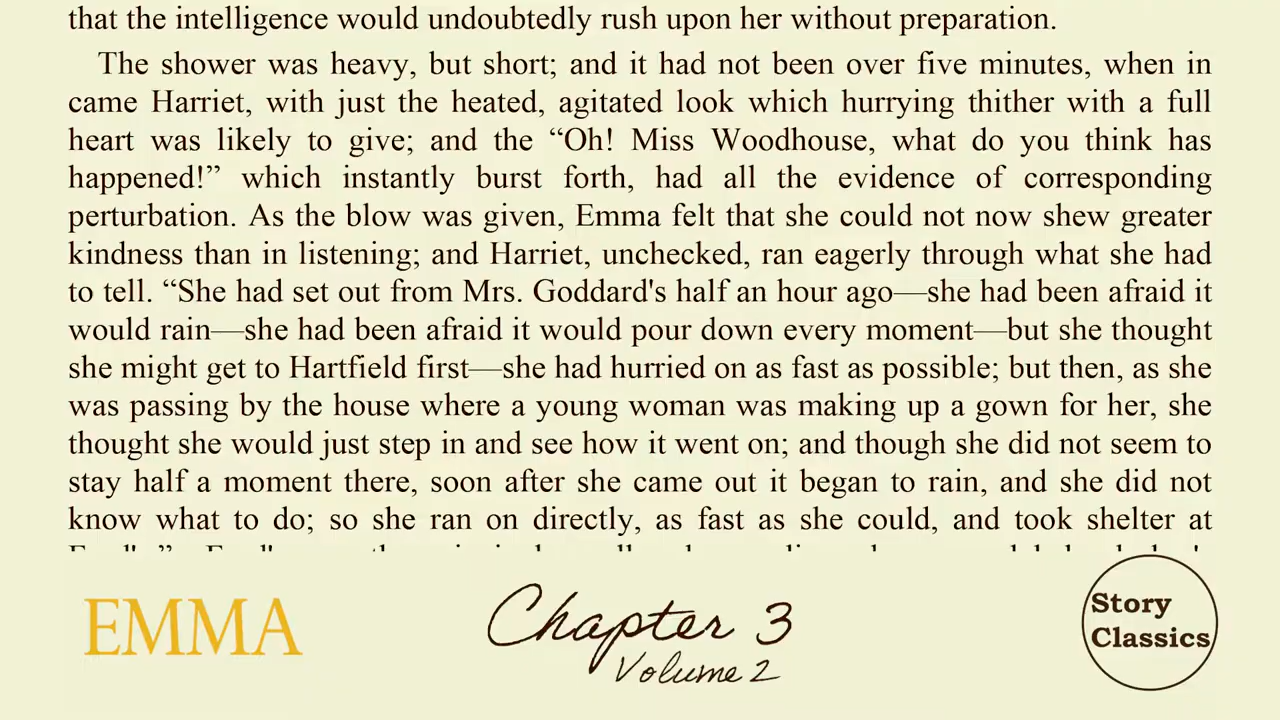 that the intelligence would undoubtedly rush upon her without preparation.
The shower was heavy, but short; and it had not been over five minutes, when in
came Harriet, with just the heated, agitated look which hurrying thither with a full
heart was likely to give; and the “Oh! Miss Woodhouse, what do you think has
happened!” which instantly burst forth, had all the evidence of corresponding
perturbation. As the blow was given, Emma felt that she could not now shew greater
kindness than in listening; and Harriet, unchecked, ran eagerly through what she had
to tell. “She had set out from Mrs. Goddard's half an hour ago—she had been afraid it
would rain—she had been afraid it would pour down every moment—but she thought
she might get to Hartfield first—she had hurried on as fast as possible; but then, as she
was passing by the house where a young woman was making up a gown for her, she
thought she would just step in and see how it went on; and though she did not seem to
stay half a moment there, soon after she came out it began to rain, and she did not
know what to do; so she ran on directly, as fast as she could, and took shelter at
EMMA
Chapter 3
Volume 2
Story
Classics